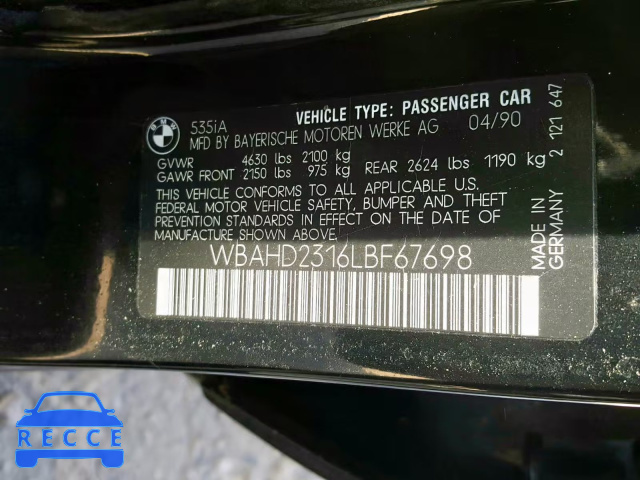 BMW
535iA
VEHICLE TYPE: PASSENGER CAR
MFD BY BAYERISCHE MOTOREN WERKE AG 04/90
GVWR 4630 lbs 2100 kg
GAWR FRONT 2150 lbs 975 kg REAR 2624 lbs 1190 kg
THIS VEHICLE CONFORMS TO ALL APPLICABLE U.S.
FEDERAL MOTOR VEHICLE SAFETY, BUMPER AND THEFT
PREVENTION STANDARDS IN EFFECT ON THE DATE OF
MANUFACTURE SHOWN ABOVE.
WBAHD2316LBF67698
2 121 647
MADE IN
GERMANY
RECCE